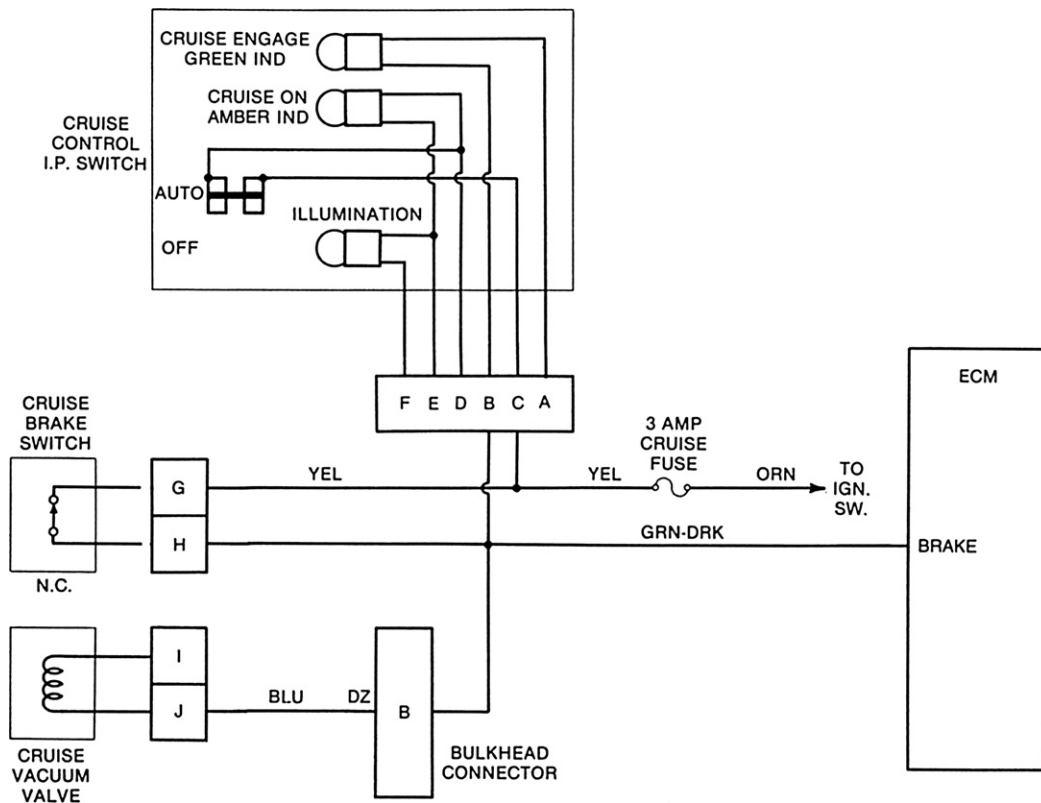 CRUISE ENGAGE
GREEN IND
CRUISE ON
AMBER IND
CRUISE
CONTROL
I.P. SWITCH
AUTO
ILLUMINATION
OFF
F E D B C A
ECM
CRUISE
BRAKE
SWITCH
3 AMP
CRUISE
FUSE
G
YEL
YEL
ORN
TO
IGN.
SW.
H
GRN-DRK
BRAKE
N.C.
I
J
BLU
DZ
B
BULKHEAD
CONNECTOR
CRUISE
VACUUM
VALVE